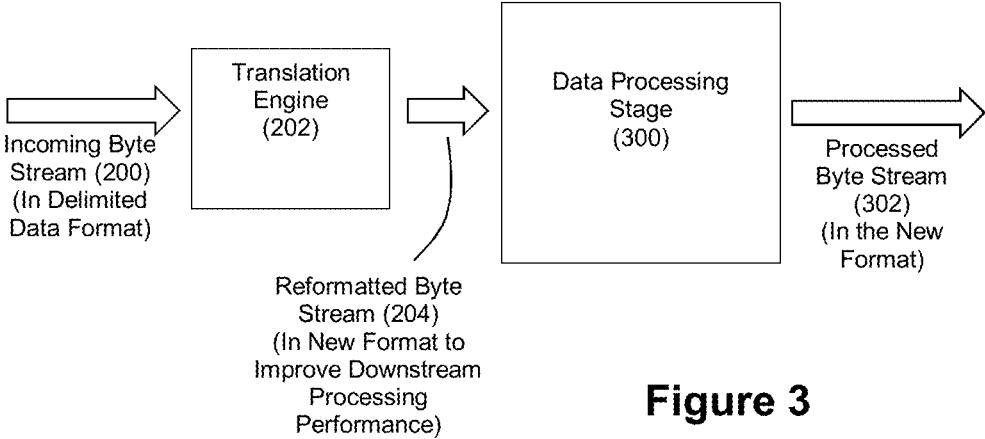 Translation
Engine
(202)
Data Processing
Stage
(300)
Incoming Byte
Stream (200)
(In Delimited
Data Format)
Processed
Byte Stream
(302)
(In the New
Format)
Reformatted Byte
Stream (204)
(In New Format to
Improve Downstream
Processing
Performance)
Figure 3